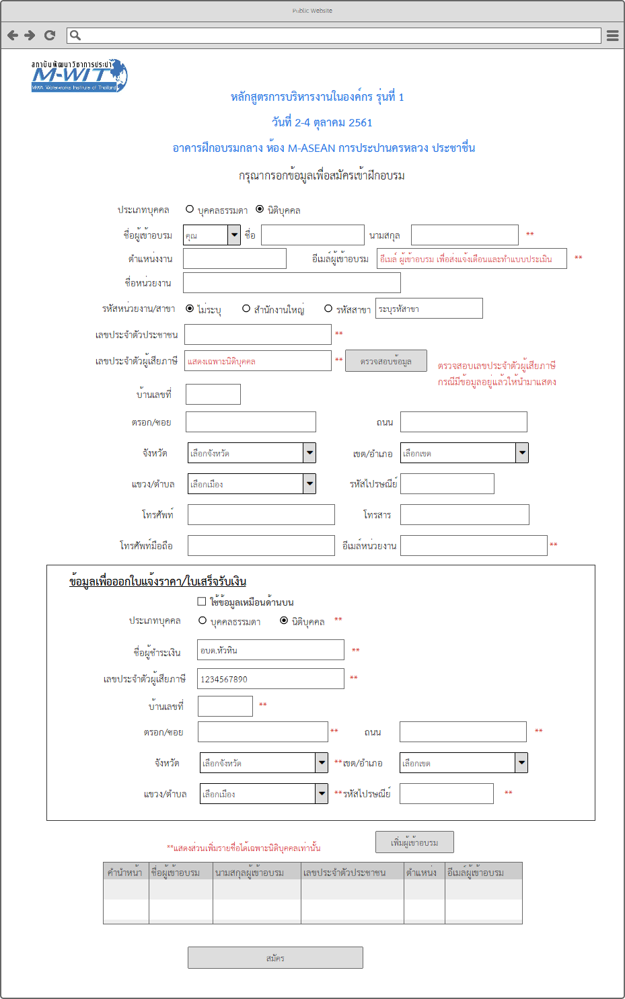 Public Website
สถาบันพัฒนาวิชาการประปา
M-WIT
MWA Waterworks Institute of Thailand
หลักสูตรการบริหารงานในองค์กร รุ่นที่ 1
วันที่ 2-4 ตุลาคม 2561
อาคารฝึกอบรมกลาง ห้อง M-ASEAN การประปานครหลวง ประชาชื่น
กรุณากรอกข้อมูลเพื่อสมัครเข้าฝึกอบรม
ประเภทบุคคล บุคคลธรรมดา นิติบุคคล
ชื่อผู้เข้าอบรม คุณ ชื่อ นามสกุล **
ตำแหน่งงาน อีเมล์ผู้เข้าอบรม อีเมล์ ผู้เข้าอบรม เพื่อส่งแจ้งเตือนและทำแบบประเมิน **
ชื่อหน่วยงาน
รหัสหน่วยงาน/สาขา ไม่ระบุ สำนักงานใหญ่ รหัสสาขา ระบุรหัสาขา
เลขประจำตัวประชาชน **
เลขประจำตัวผู้เสียภาษี แสดงเฉพาะนิติบุคคล ** ตรวจสอบข้อมูล
ตรวจสอบเลขประจำตัวผู้เสียภาษี
กรณีมีข้อมูลอยู่แล้วให้นำมาแสดง
บ้านเลขที่
ตรอก/ซอย ถนน
จังหวัด เลือกจังหวัด เขต/อำเภอ เลือกเขต
แขวง/ตำบล เลือกเมือง รหัสไปรษณีย์
โทรศัพท์ โทรสาร
โทรศัพท์มือถือ อีเมล์หน่วยงาน **
ข้อมูลเพื่อออกใบแจ้งราคา/ใบเสร็จรับเงิน
ใช้ข้อมูลเหมือนด้านบน
ประเภทบุคคล บุคคลธรรมดา นิติบุคคล **
ชื่อผู้ชำระเงิน อบต.หัวหิน **
เลขประจำตัวผู้เสียภาษี 1234567890 **
บ้านเลขที่ **
ตรอก/ซอย ** ถนน **
จังหวัด เลือกจังหวัด ** เขต/อำเภอ เลือกเขต
แขวง/ตำบล เลือกเมือง ** รหัสไปรษณีย์ **
**แสดงส่วนเพิ่มรายชื่อได้เฉพาะนิติบุคคลเท่านั้น เพิ่มผู้เข้าอบรม
คำนำหน้า ชื่อผู้เข้าอบรม นามสกุลผู้เข้าอบรม เลขประจำตัวประชาชน ตำแหน่ง อีเมล์ผู้เข้าอบรม
สมัคร